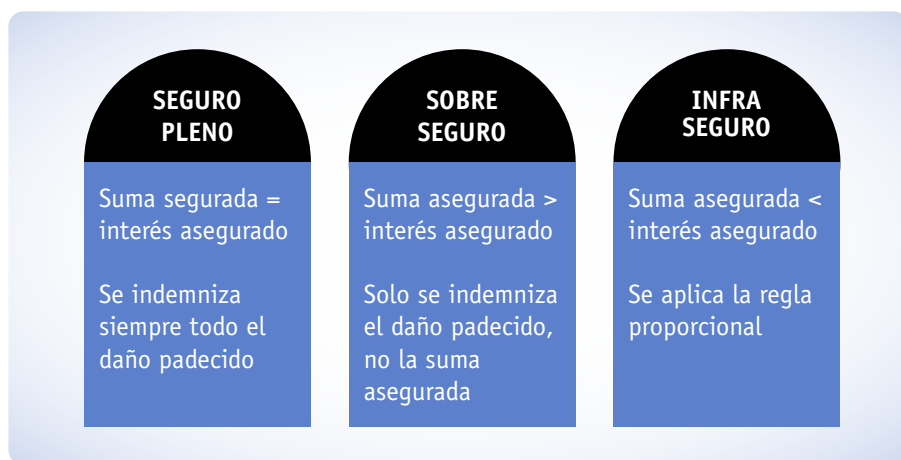 SEGURO
PLENO
Suma segurada =
interés asegurado
Se indemniza
siempre todo el
daño padecido
SOBRE
SEGURO
Suma asegurada >
interés asegurado
Solo se indemniza
el daño padecido,
no la suma
asegurada
INFRA
SEGURO
Suma asegurada <
interés asegurado
Se aplica la regla
proporcional